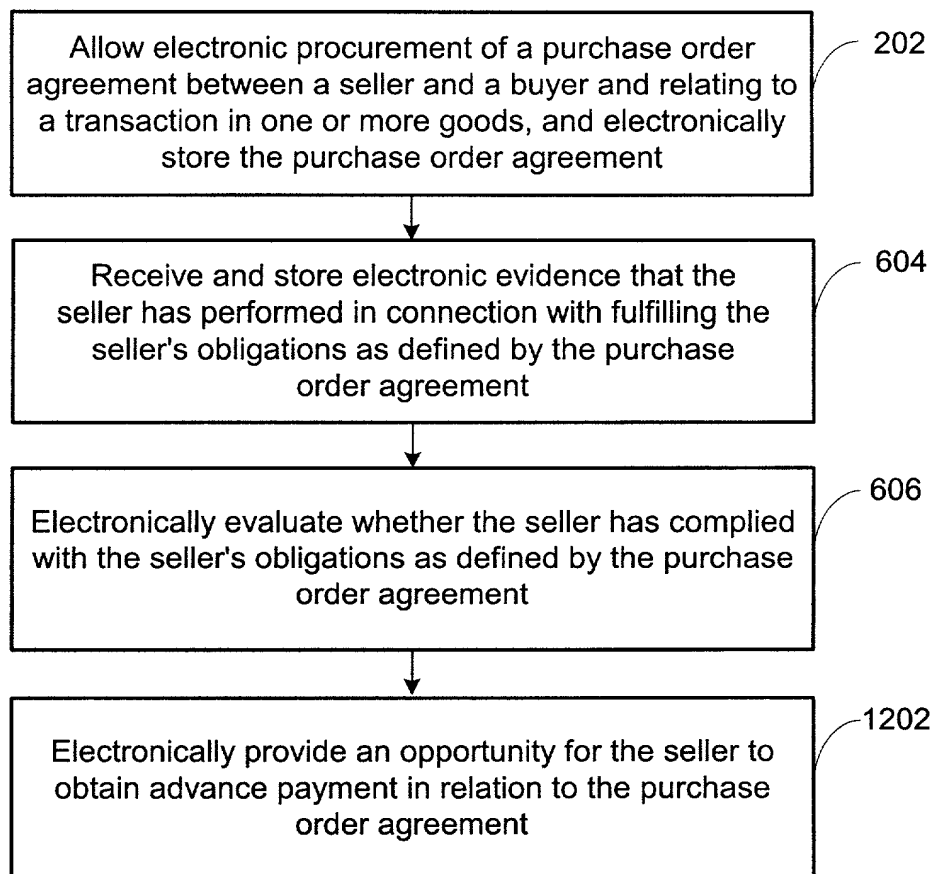 Allow electronic procurement of a purchase order
agreement between a seller and a buyer and relating to
a transaction in one or more goods, and electronically
store the purchase order agreement
202
Receive and store electronic evidence that the
seller has performed in connection with fulfilling the
seller's obligations as defined by the purchase
order agreement
604
Electronically evaluate whether the seller has complied
with the seller's obligations as defined by the purchase
order agreement
606
Electronically provide an opportunity for the seller to
obtain advance payment in relation to the purchase
order agreement
1202